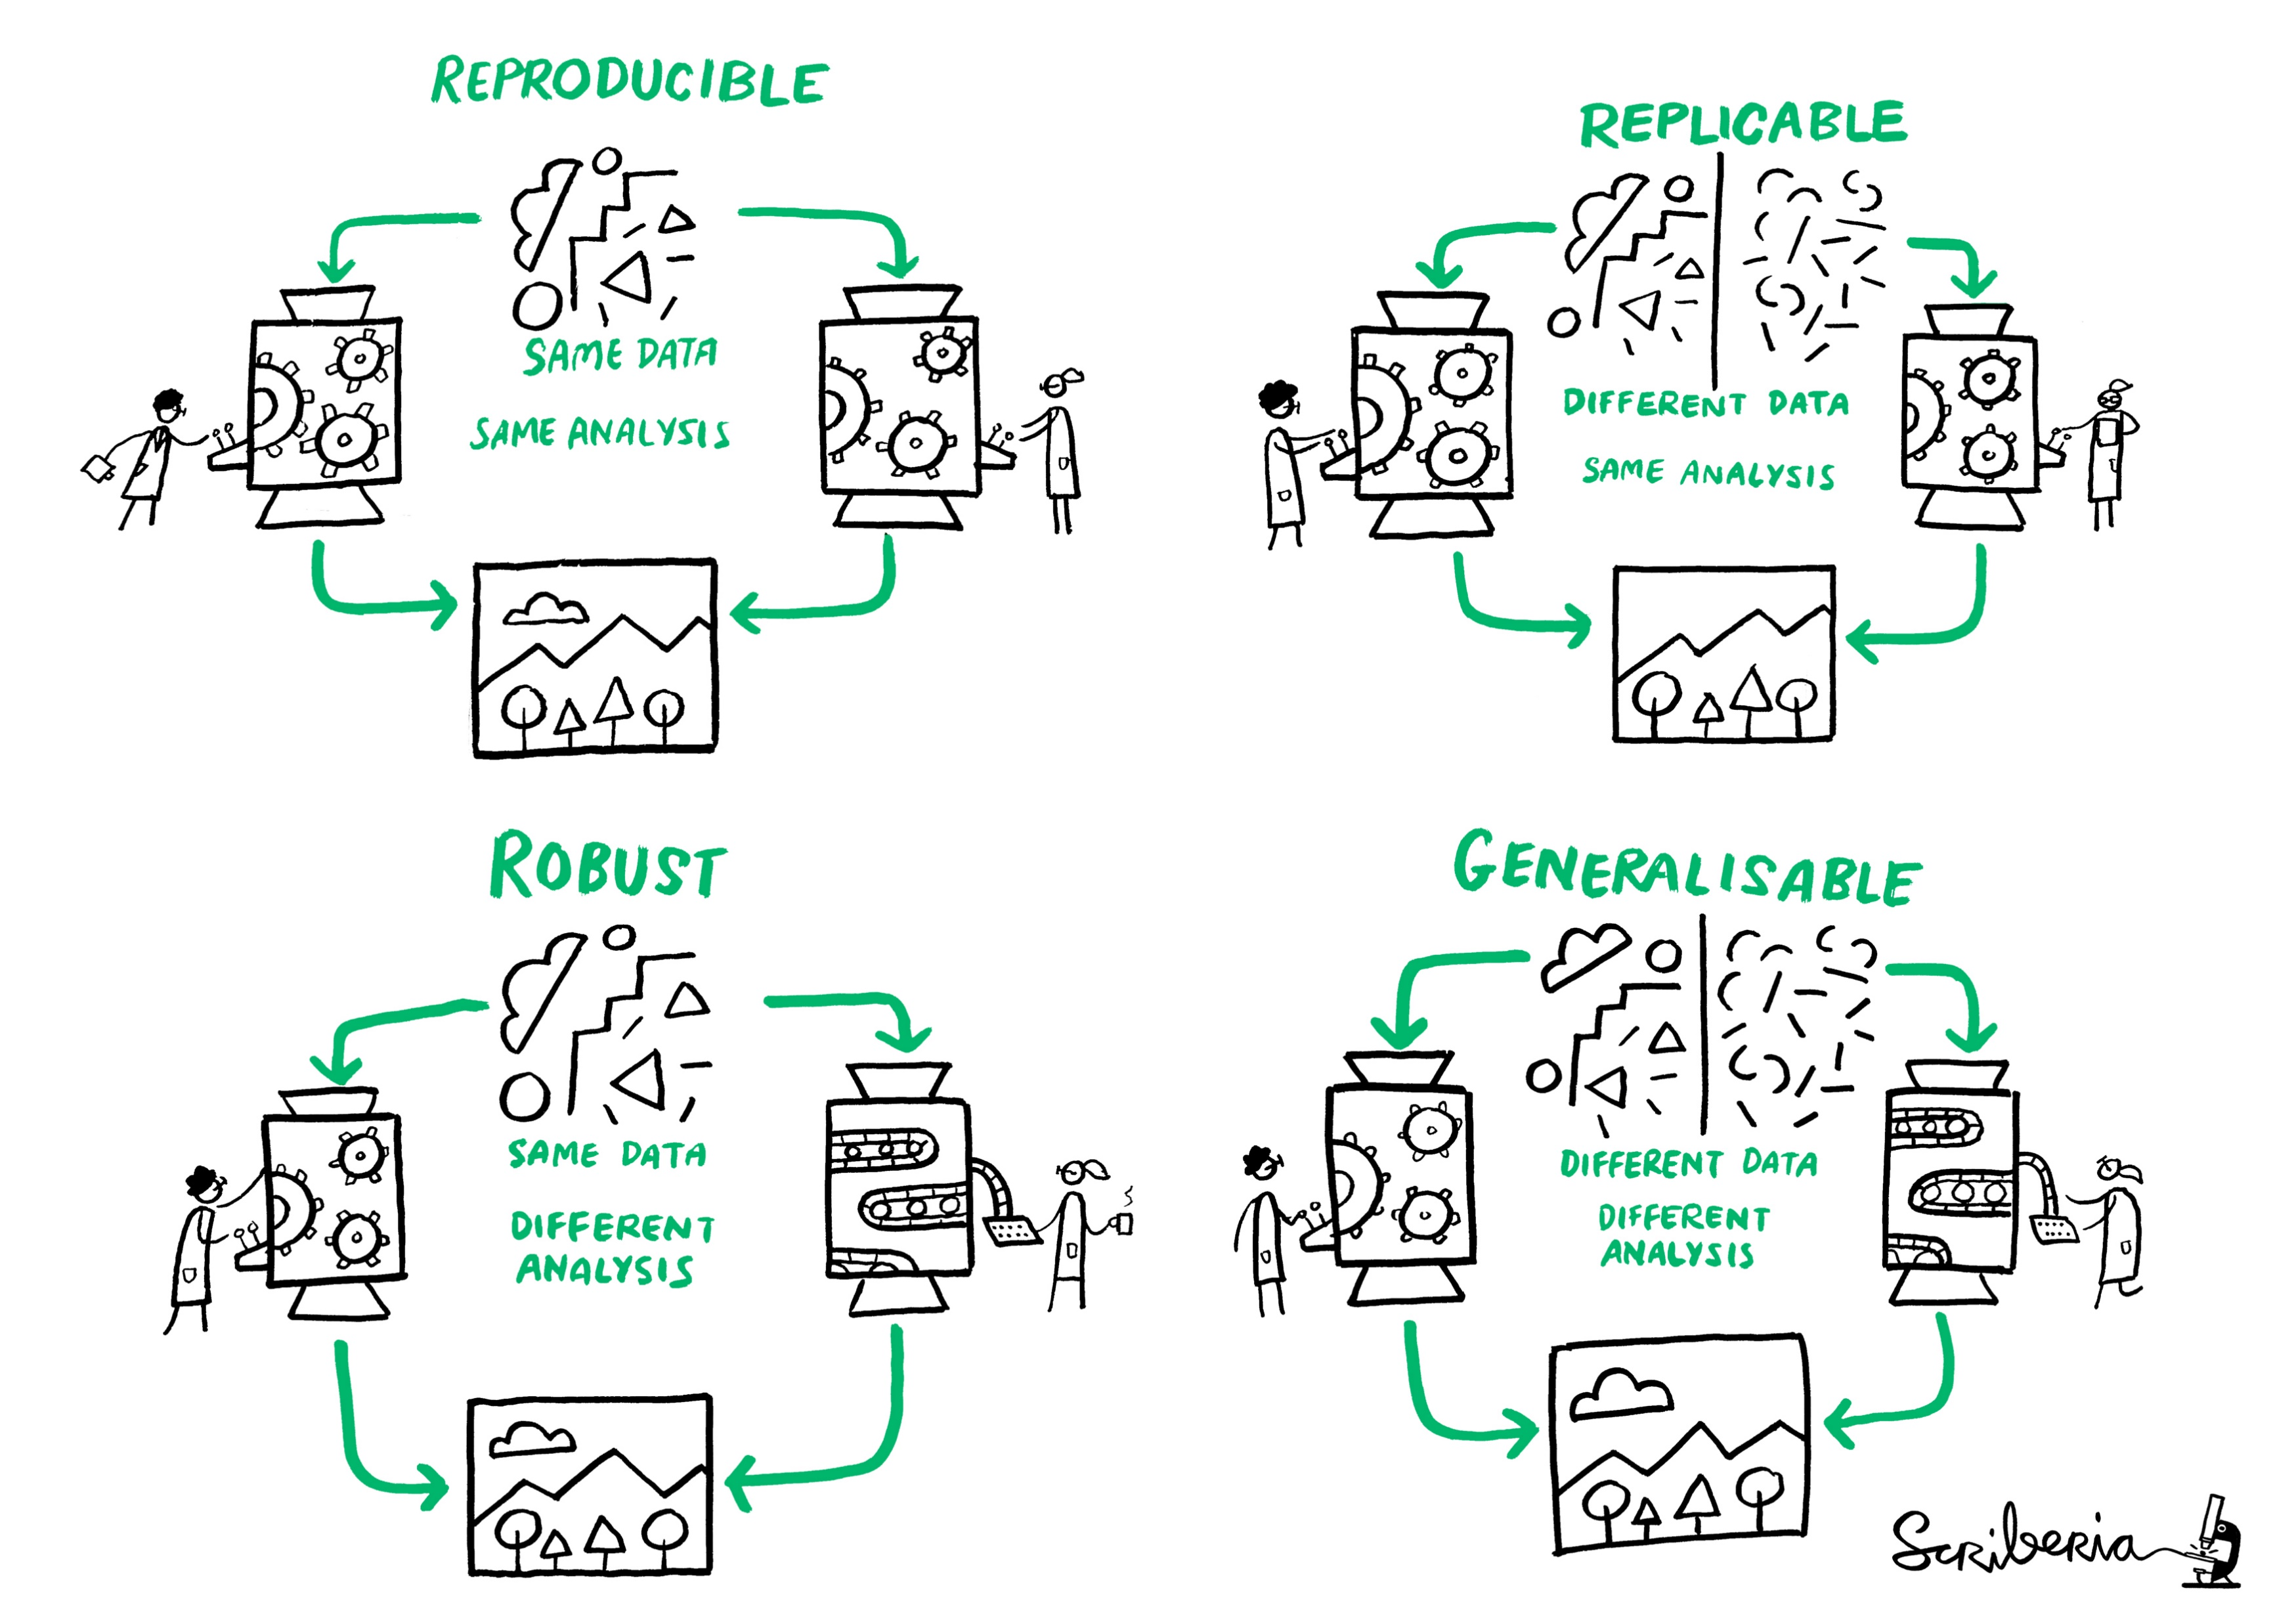 REPRODUCIBLE
SAME DATA
SAME ANALYSIS
REPLICABLE
DIFFERENT DATA
SAME ANALYSIS
ROBUST
SAME DATA
DIFFERENT
ANALYSIS
GENERALISABLE
DIFFERENT DATA
DIFFERENT
ANALYSIS
Scriberia